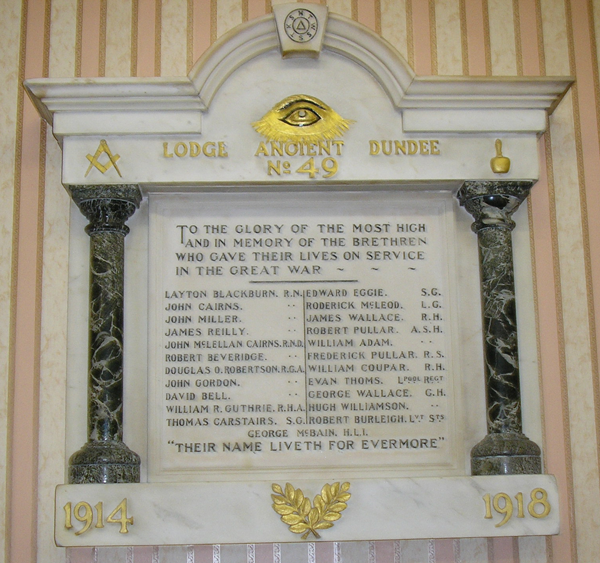 LODGE ANCIENT DUNDEE
No 49
TO THE GLORY OF THE MOST HIGH
AND IN MEMORY OF THE BRETHREN
WHO GAVE THEIR LIVES ON SERVICE
IN THE GREAT WAR ~ ~ ~
LAYTON BLACKBURN. R.N.
JOHN CAIRNS. "
JOHN MILLER. "
JAMES REILLY. "
JOHN McLELLAN CAIRNS. R.N.D.
ROBERT BEVERIDGE. "
DOUGLAS O. ROBERTSON. R.G.A.
JOHN GORDON. "
DAVID BELL. "
WILLIAM R. GUTHRIE. R.H.A.
THOMAS CARSTAIRS. S.G.
EDWARD EGGIE. S.G.
RODERICK McLEOD. L.G.
JAMES WALLACE. R.H.
ROBERT PULLAR. A.S.H.
WILLIAM ADAM. "
FREDERICK PULLAR. R.S.
WILLIAM COUPAR. R.H.
EVAN THOMS. LPOOL REGT
GEORGE WALLACE. G.H.
HUGH WILLIAMSON. "
ROBERT BURLEIGH. LVT STS
GEORGE McBAIN. H.L.I.
"THEIR NAME LIVETH FOR EVERMORE"
1914 1918